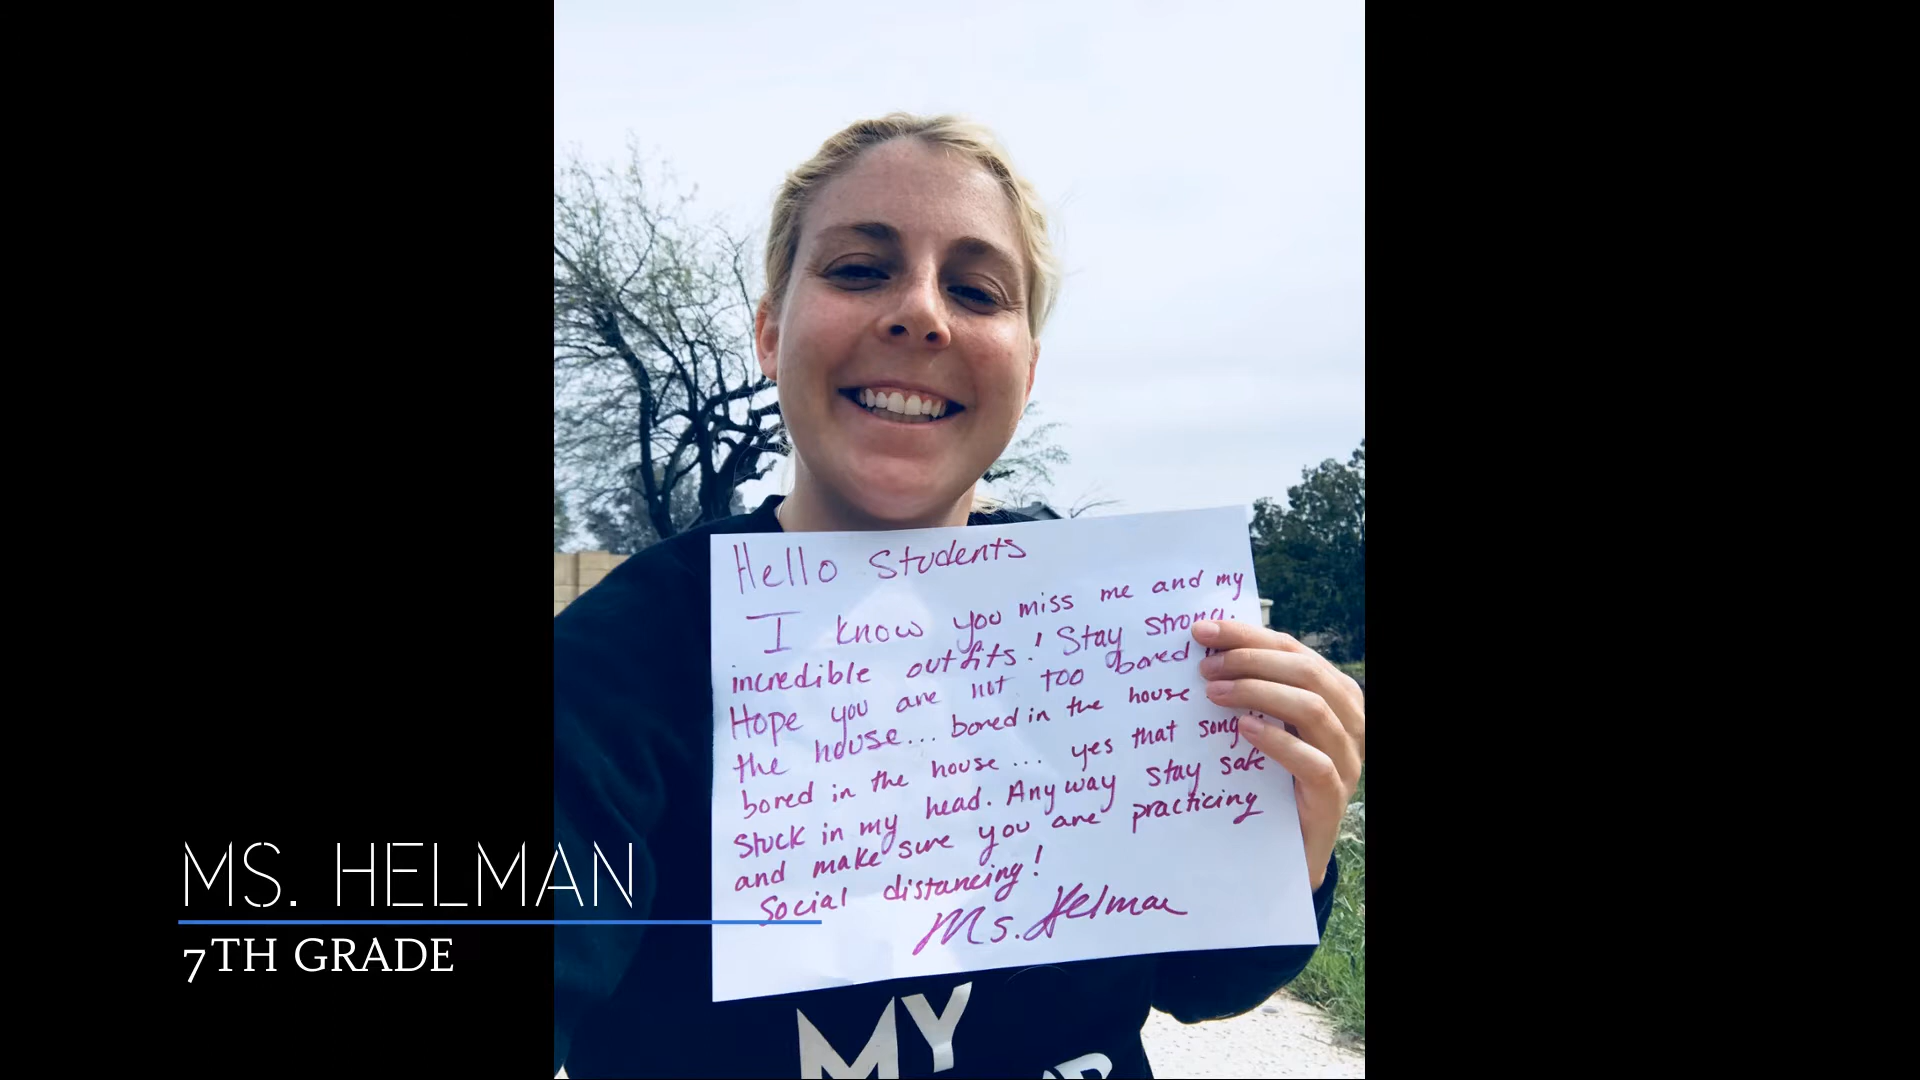 Hello Students
I know you miss me and my
incredible outfits! Stay strong.
Hope you are not too bored
the house... bored in the house
bored in the house... yes that song
stuck in my head. Anyway stay safe
and make sure you are practicing
social distancing!
Ms. Helman
MY
MS. HELMAN
7TH GRADE